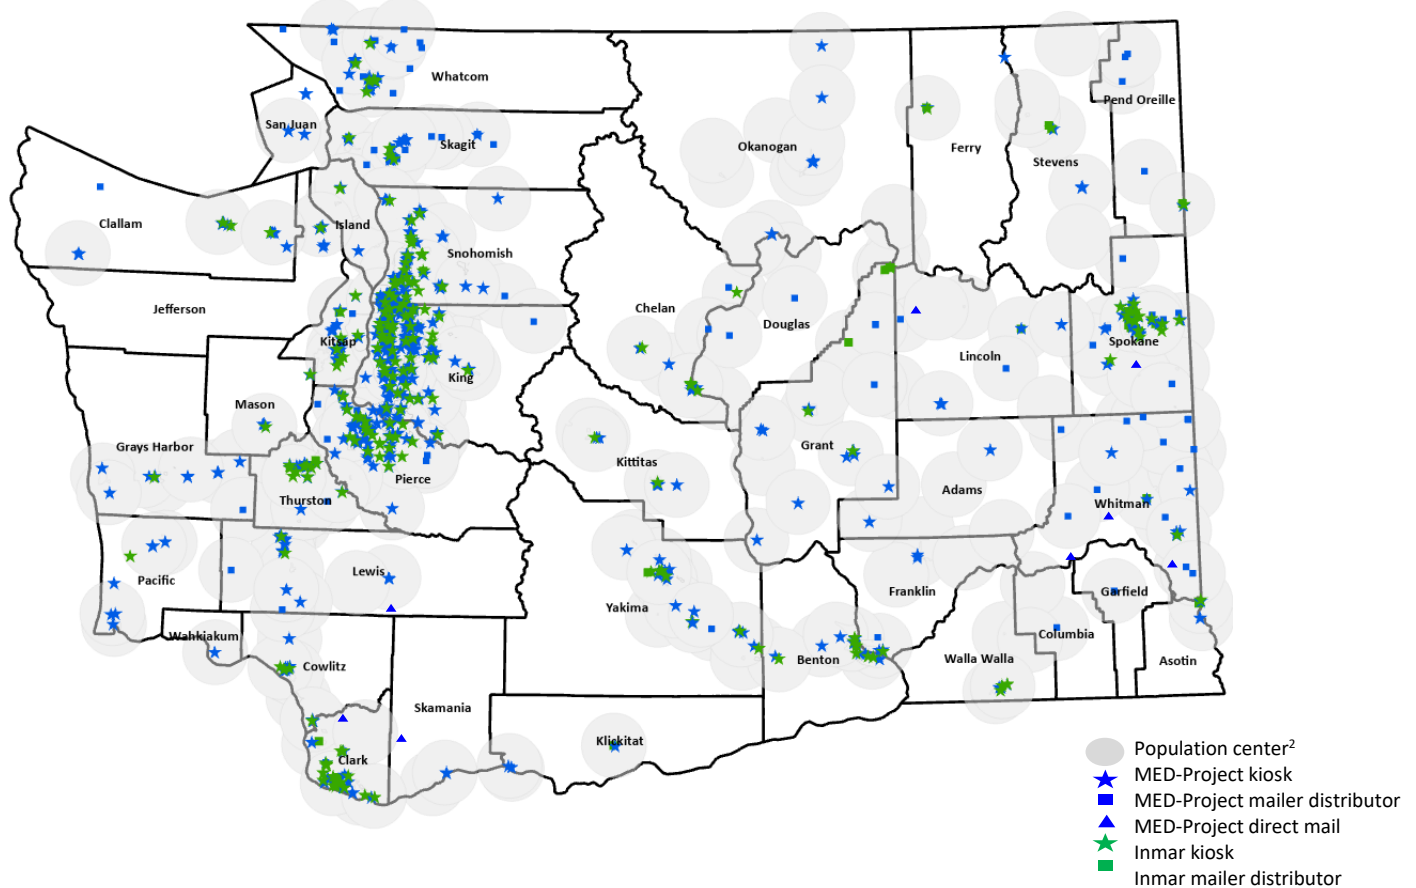 Whatcom
Pend Oreille
San Juan
Skagit
Okanogan
Ferry
Stevens
Clallam
Island
Snohomish
Jefferson
Chelan
Douglas
Kitsap
Spokane
Lincoln
King
Mason
Grays Harbor
Grant
Kittitas
Pierce
Adams
Thurston
Whitman
Lewis
Pacific
Franklin
Garfield
Yakima
Wahkiakum
Columbia
Cowlitz
Benton
Walla Walla
Asotin
Skamania
Klickitat
Clark
Population center2
MED-Project kiosk
MED-Project mailer distributor
MED-Project direct mail
Inmar kiosk
Inmar mailer distributor